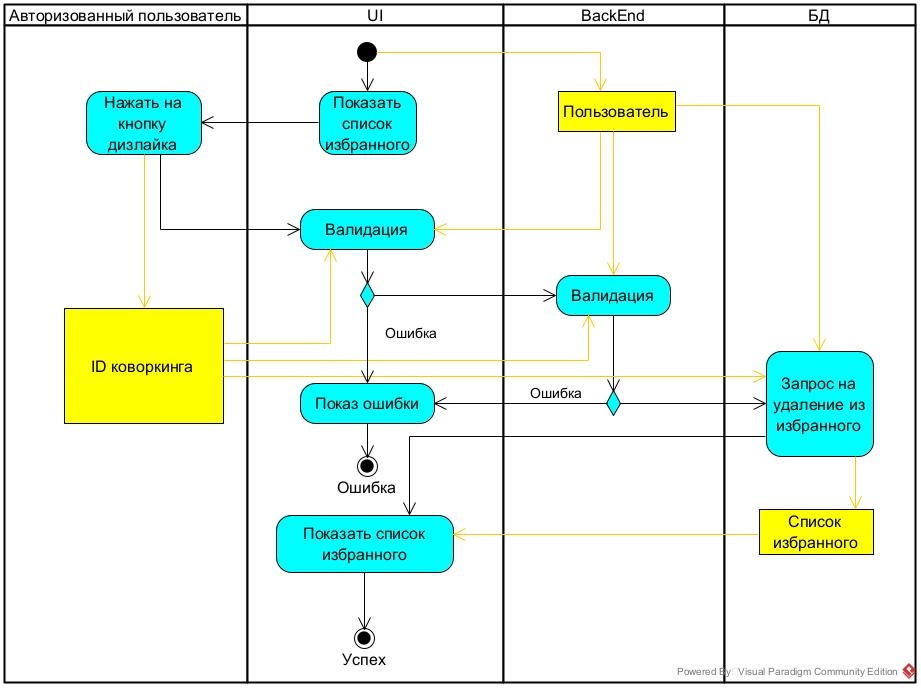 Авторизованный пользователь
UI
BackEnd
БД
Нажать на
кнопку
дизлайка
Показать
список
избранного
Пользователь
Валидация
Валидация
ID коворкинга
Ошибка
Показ ошибки
Ошибка
Запрос на
удаление из
избранного
Ошибка
Показать список
избранного
Список
избранного
Успех
Powered By Visual Paradigm Community Edition